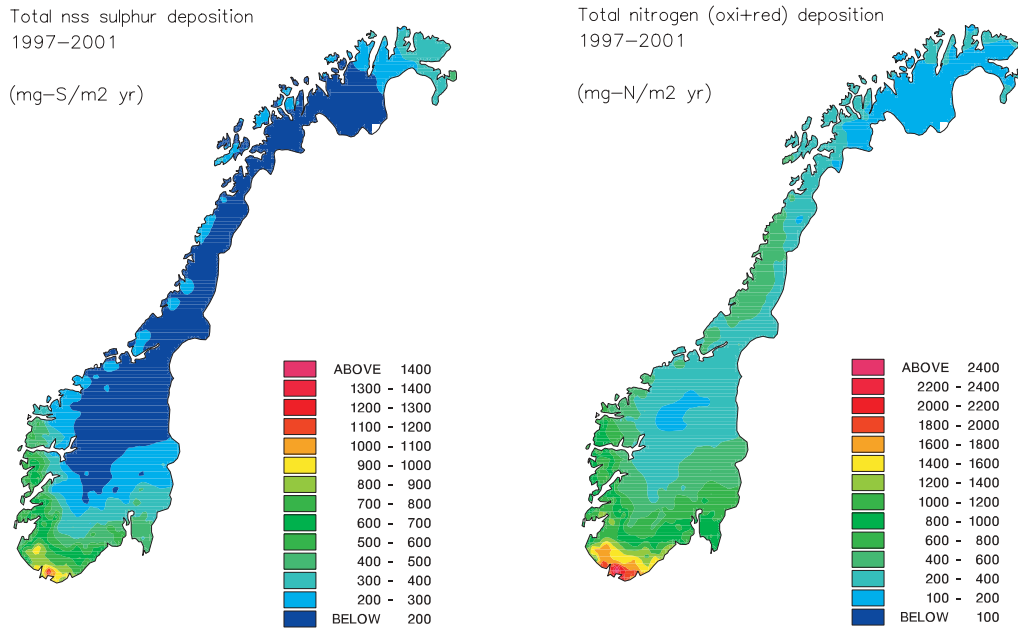 Total nss sulphur deposition
1997–2001
(mg–S/m2 yr)
ABOVE 1400
1300 - 1400
1200 - 1300
1100 - 1200
1000 - 1100
900 - 1000
800 - 900
700 - 800
600 - 700
500 - 600
400 - 500
300 - 400
200 - 300
BELOW 200
Total nitrogen (oxi+red) deposition
1997–2001
(mg–N/m2 yr)
ABOVE 2400
2200 - 2400
2000 - 2200
1800 - 2000
1600 - 1800
1400 - 1600
1200 - 1400
1000 - 1200
800 - 1000
600 - 800
400 - 600
200 - 400
100 - 200
BELOW 100